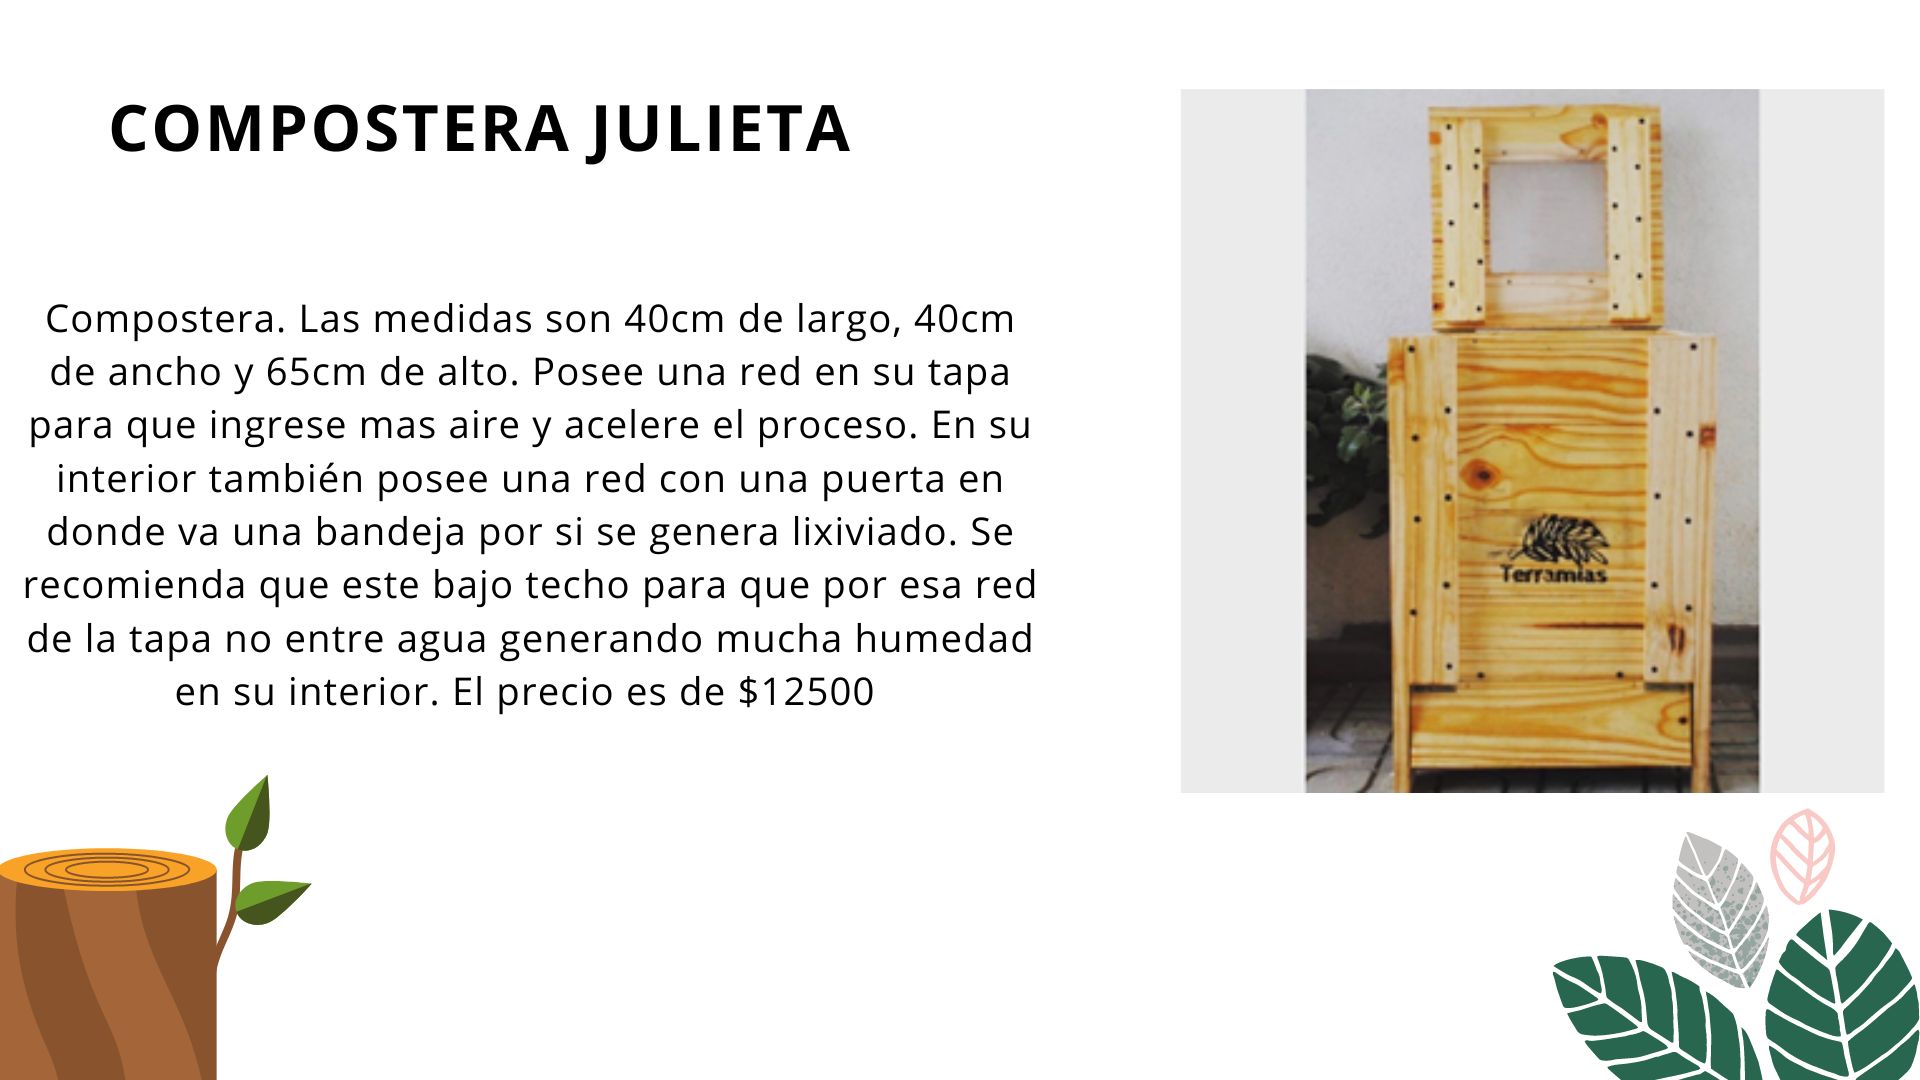 COMPOSTERA JULIETA
Compostera. Las medidas son 40cm de largo, 40cm
de ancho y 65cm de alto. Posee una red en su tapa
para que ingrese mas aire y acelere el proceso. En su
interior también posee una red con una puerta en
donde va una bandeja por si se genera lixiviado. Se
recomienda que este bajo techo para que por esa red
de la tapa no entre agua generando mucha humedad
en su interior. El precio es de $12500
Terramias